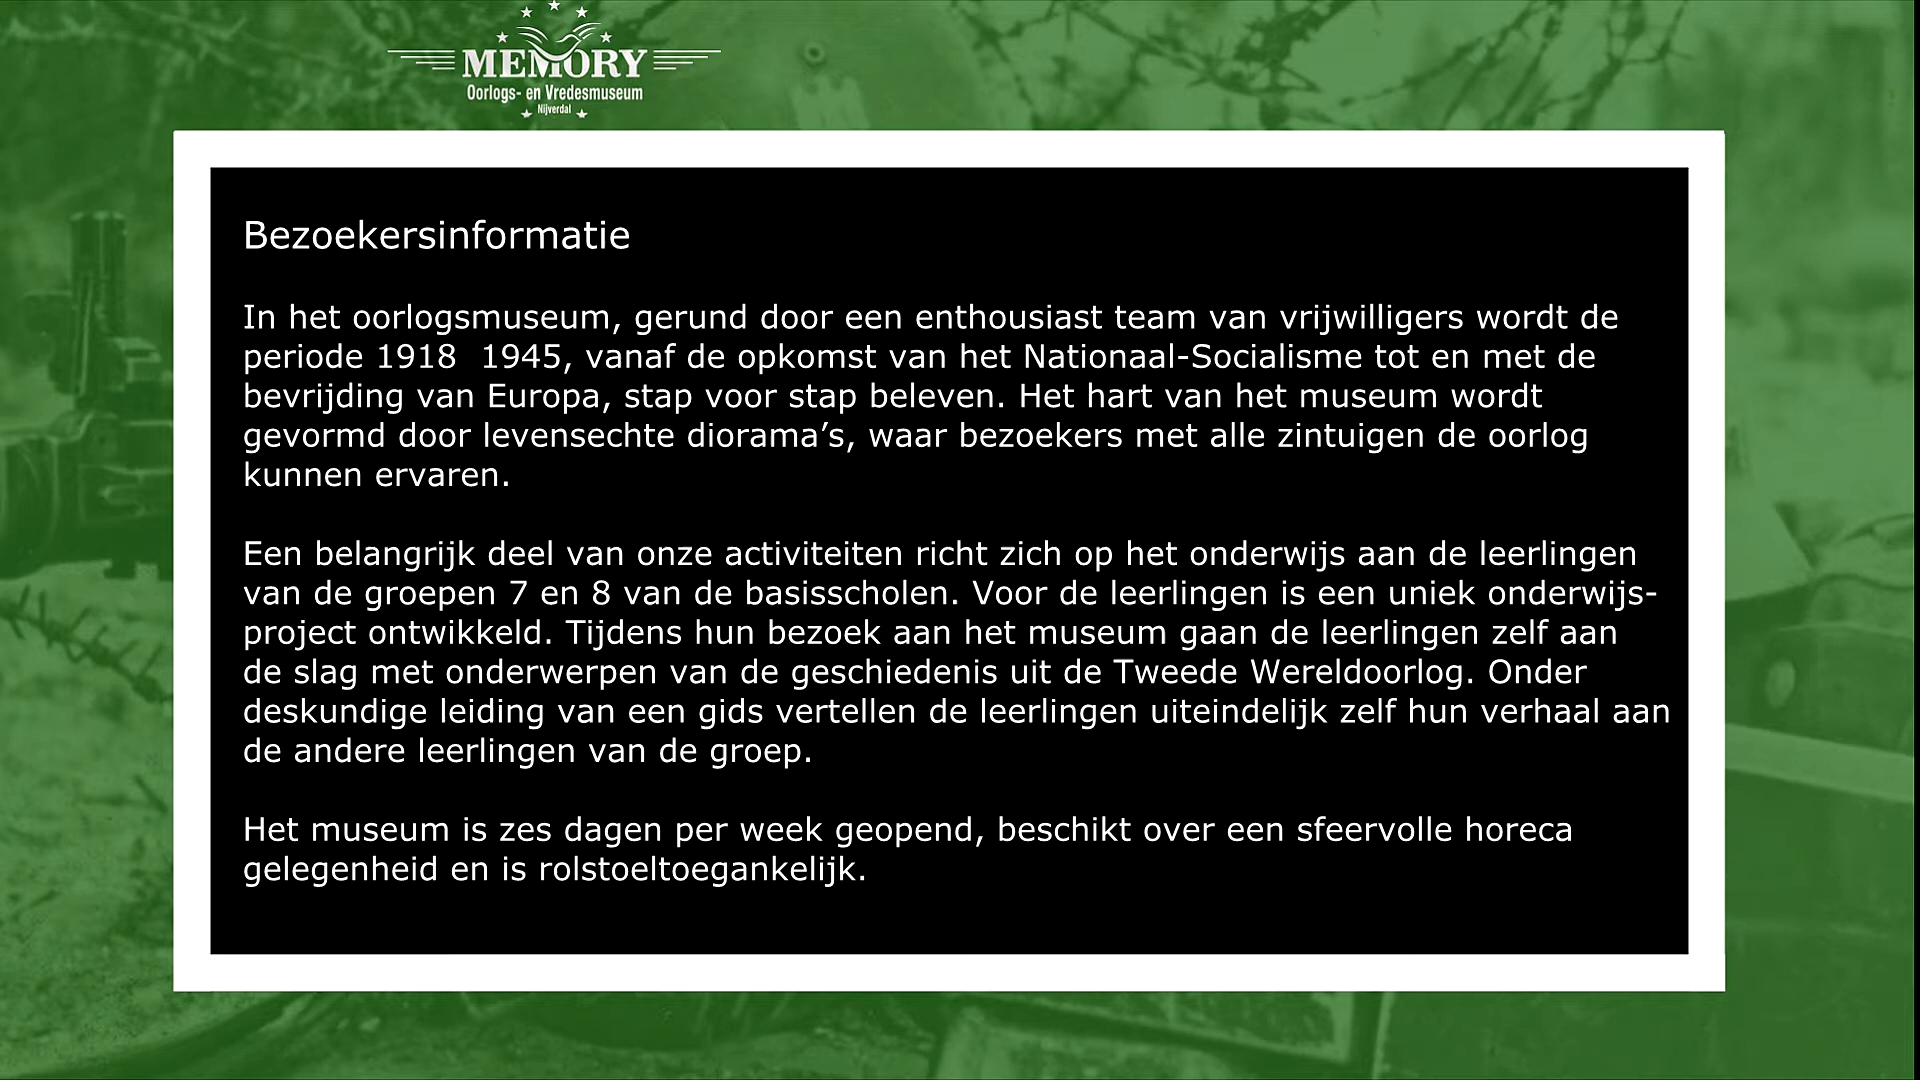 MEMORY
Oorlogs- en Vredesmuseum
Nijverdal
Bezoekersinformatie
In het oorlogsmuseum, gerund door een enthousiast team van vrijwilligers wordt de
periode 1918  1945, vanaf de opkomst van het Nationaal-Socialisme tot en met de
bevrijding van Europa, stap voor stap beleven. Het hart van het museum wordt
gevormd door levensechte diorama’s, waar bezoekers met alle zintuigen de oorlog
kunnen ervaren.
Een belangrijk deel van onze activiteiten richt zich op het onderwijs aan de leerlingen
van de groepen 7 en 8 van de basisscholen. Voor de leerlingen is een uniek onderwijs-
project ontwikkeld. Tijdens hun bezoek aan het museum gaan de leerlingen zelf aan
de slag met onderwerpen van de geschiedenis uit de Tweede Wereldoorlog. Onder
deskundige leiding van een gids vertellen de leerlingen uiteindelijk zelf hun verhaal aan
de andere leerlingen van de groep.
Het museum is zes dagen per week geopend, beschikt over een sfeervolle horeca
gelegenheid en is rolstoeltoegankelijk.